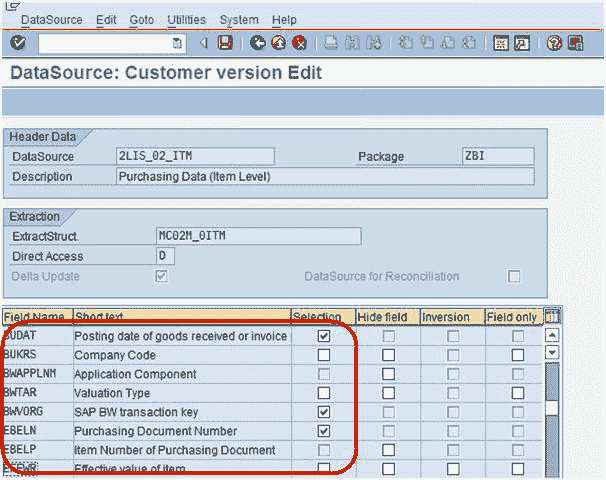 DataSource Edit Goto Utilities System Help
DataSource: Customer version Edit
Header Data
DataSource 2LIS_02_ITM Package ZBI
Description Purchasing Data (Item Level)
Extraction
ExtractStruct. MC02M_0ITM
Direct Access D
Delta Update DataSource for Reconciliation
Field Name Short text Selection Hide field Inversion Field only
BUDAT Posting date of goods received or invoice
BUKRS Company Code
BWAPPLNM Application Component
BWTAR Valuation Type
BWVORG SAP BW transaction key
EBELN Purchasing Document Number
EBELP Item Number of Purchasing Document
EFFWR Effective value of item